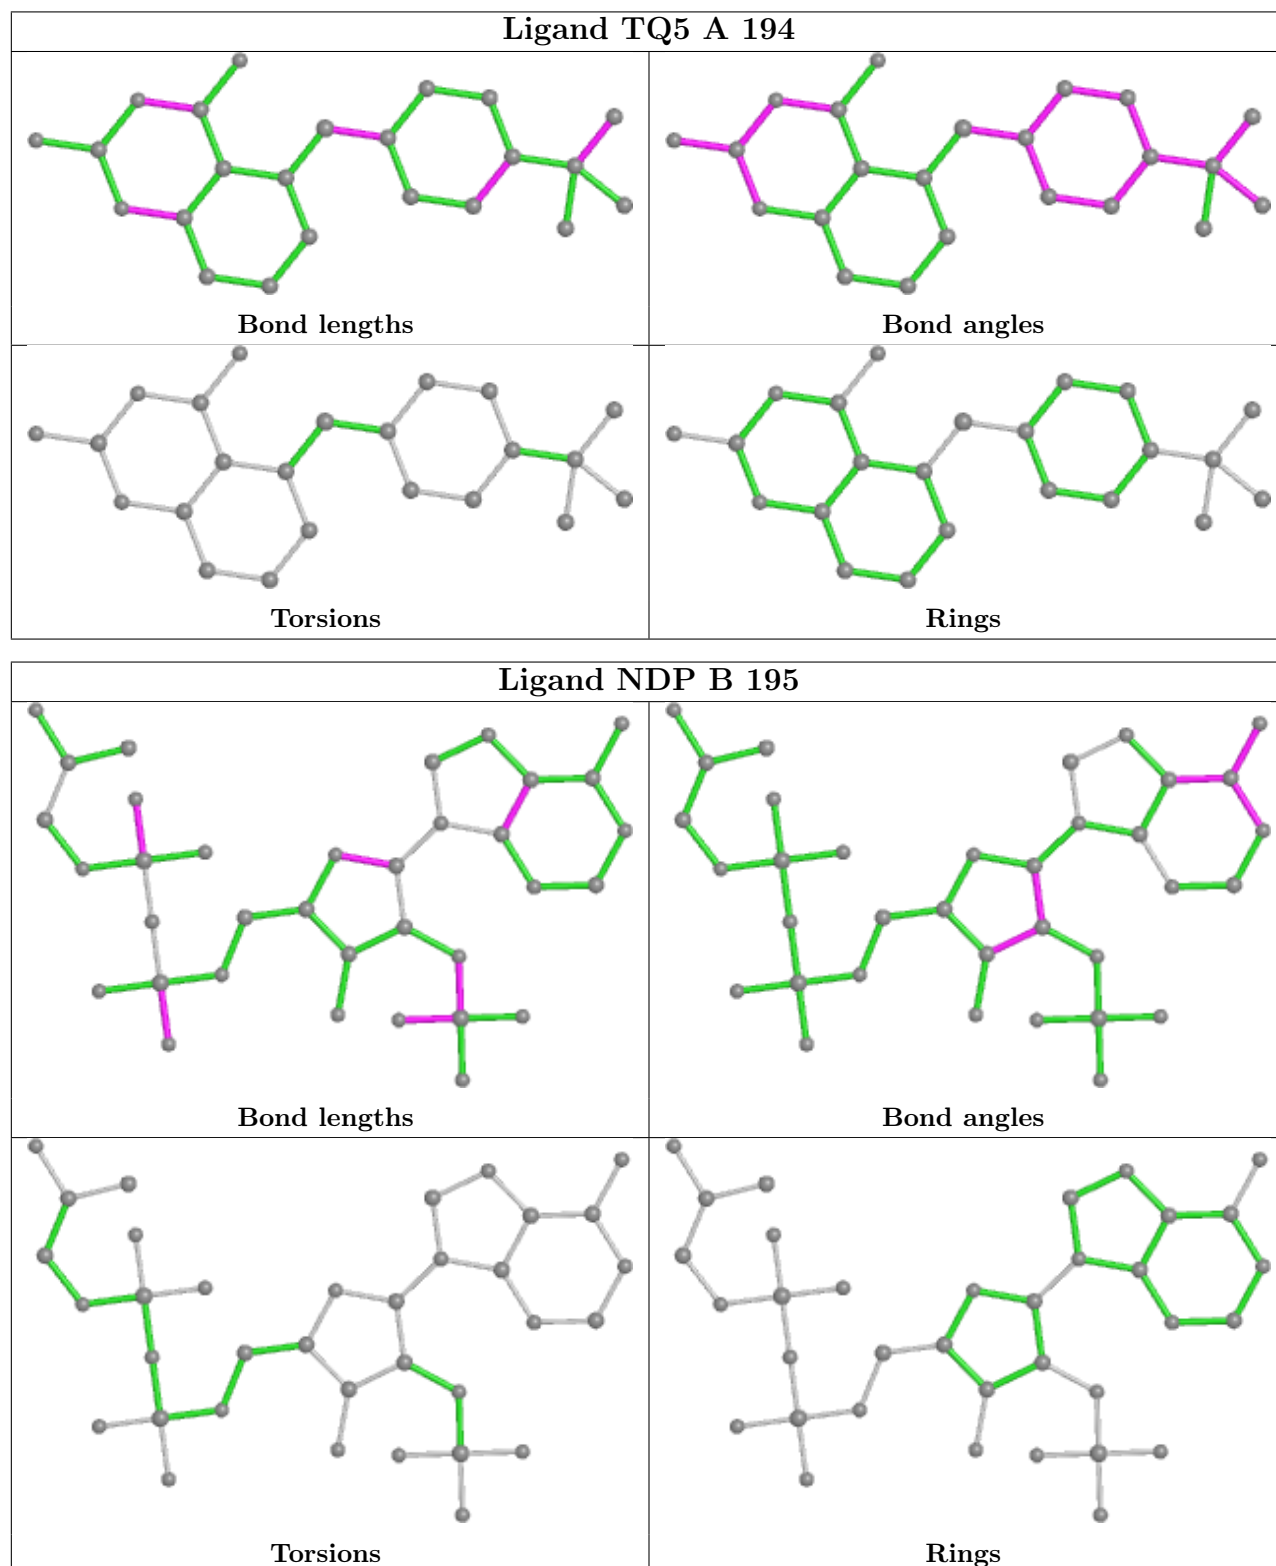 Ligand TQ5 A 194
Bond lengths
Bond angles
Torsions
Rings
Ligand NDP B 195
Bond lengths
Bond angles
Torsions
Rings